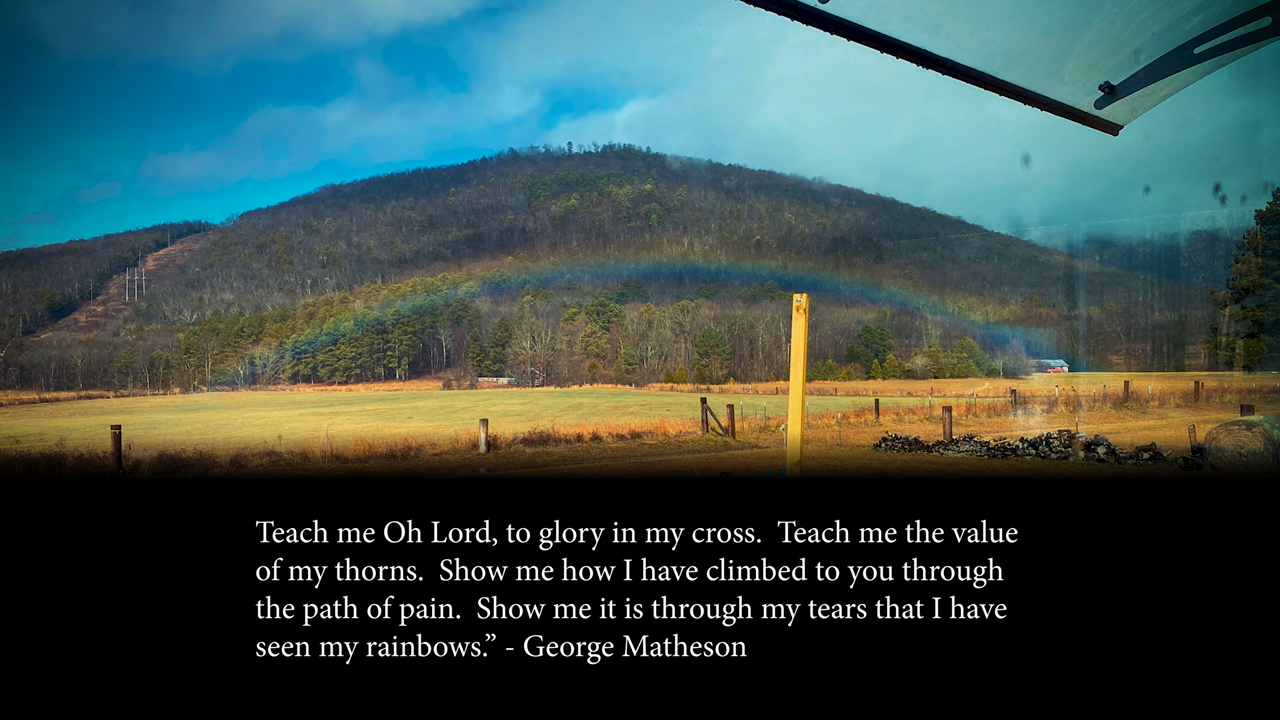 Teach me Oh Lord, to glory in my cross.  Teach me the value
of my thorns.  Show me how I have climbed to you through
the path of pain.  Show me it is through my tears that I have
seen my rainbows.” - George Matheson